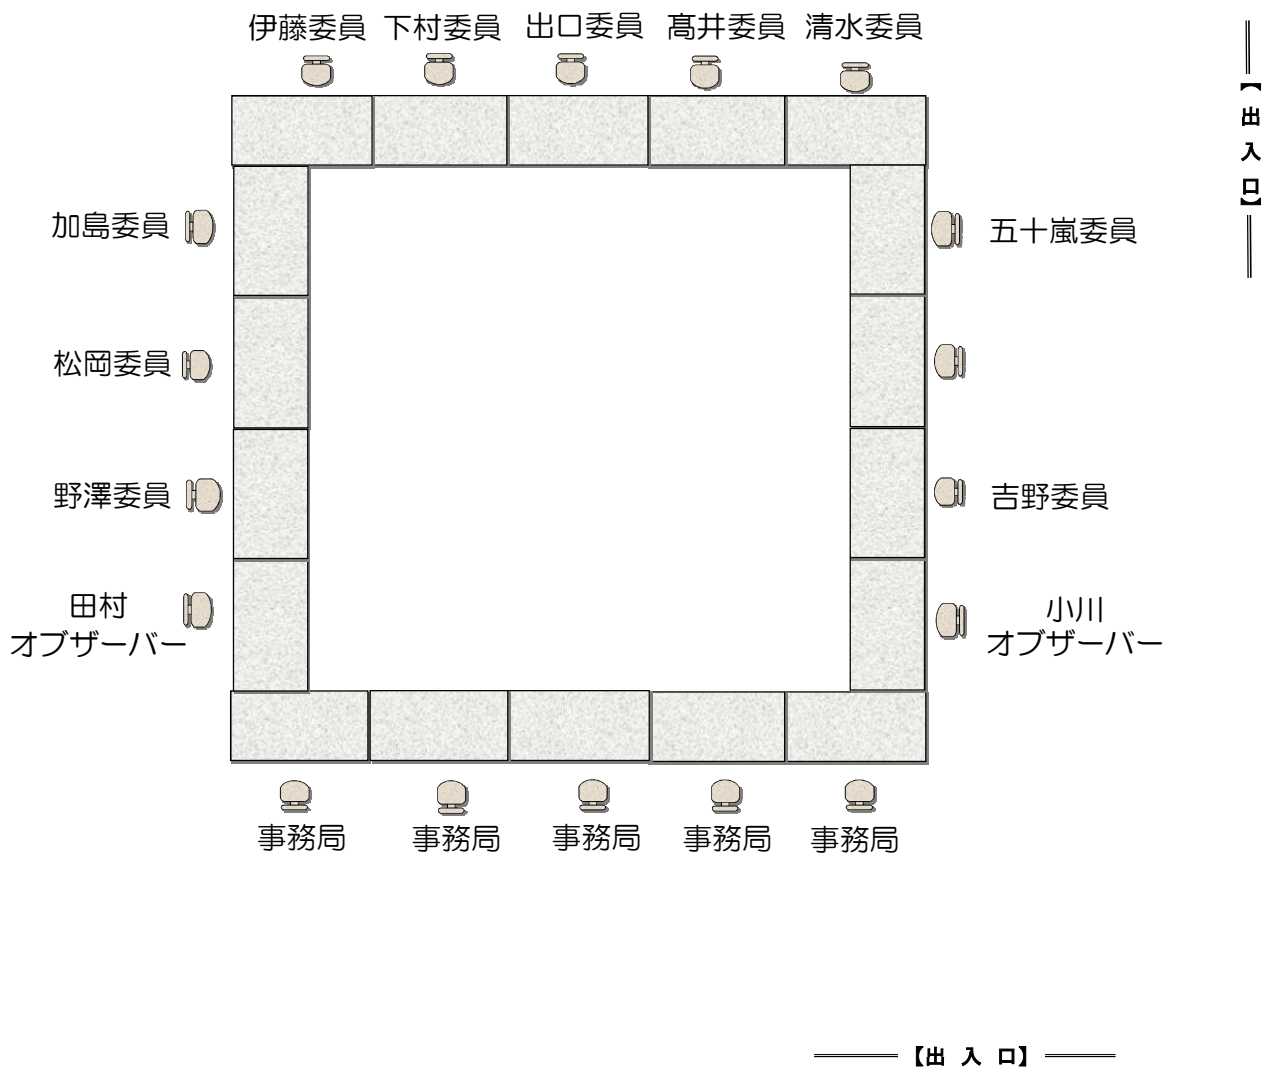 伊藤委員 下村委員 出口委員 髙井委員 清水委員
【出入口】
加島委員
五十嵐委員
松岡委員
野澤委員
吉野委員
田村
オブザーバー
小川
オブザーバー
事務局 事務局 事務局 事務局 事務局
【出入口】